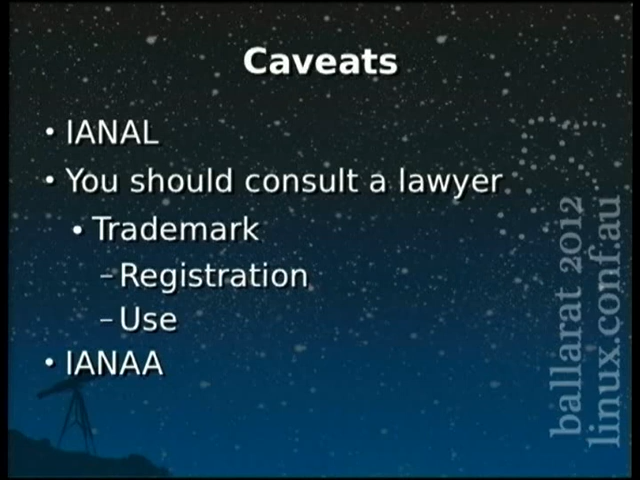 Caveats
• IANAL
• You should consult a lawyer
• Trademark
–Registration
–Use
• IANAA
ballarat 2012
linux.conf.au